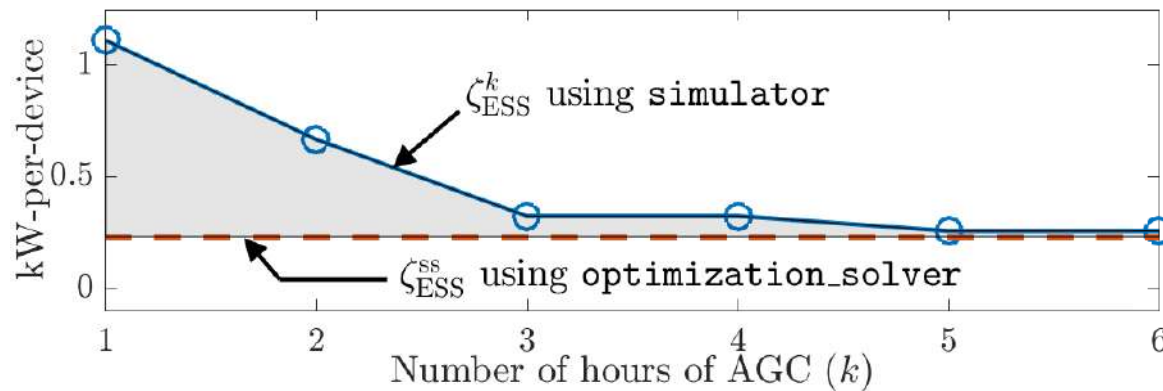 kW-per-device
1
0.5
0
ζ^k_ESS using simulator
ζ^ss_ESS using optimization_solver
1 2 3 4 5 6
Number of hours of AGC (k)